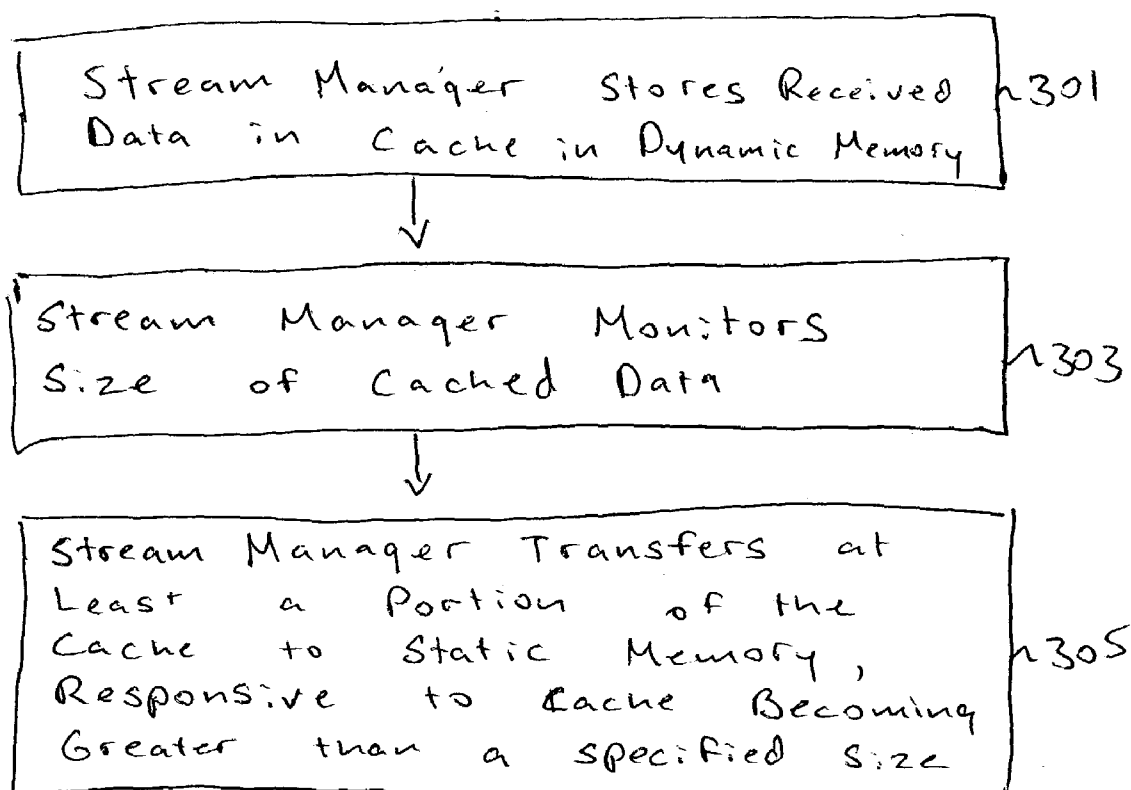 Stream Manager Stores Received
Data in Cache in Dynamic Memory
301
Stream Manager Monitors
Size of Cached Data
303
Stream Manager Transfers at
Least a Portion of the
Cache to Static Memory,
Responsive to Cache Becoming
Greater than a specified Size
305